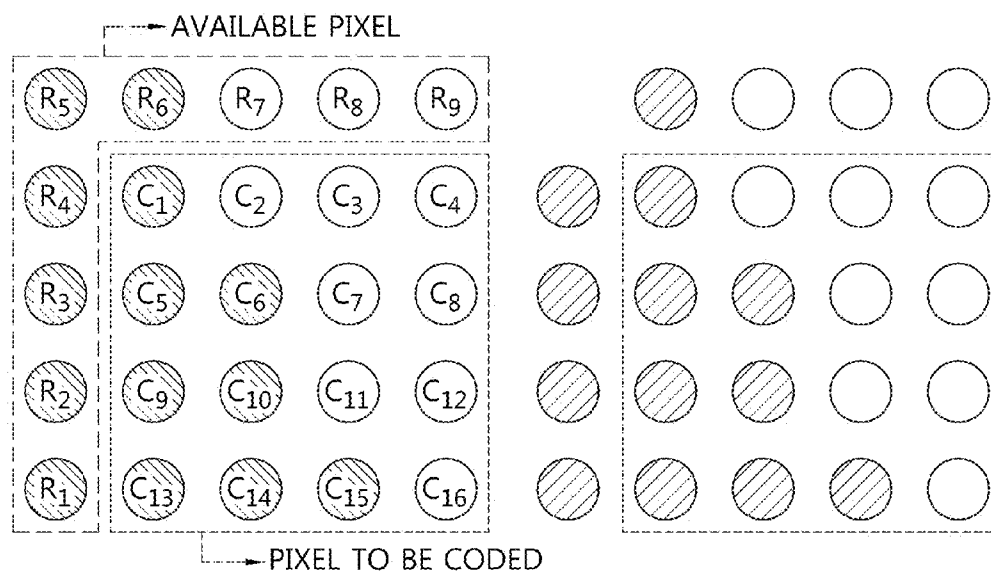 AVAILABLE PIXEL
R5 R6 R7 R8 R9
R4 C1 C2 C3 C4
R3 C5 C6 C7 C8
R2 C9 C10 C11 C12
R1 C13 C14 C15 C16
PIXEL TO BE CODED